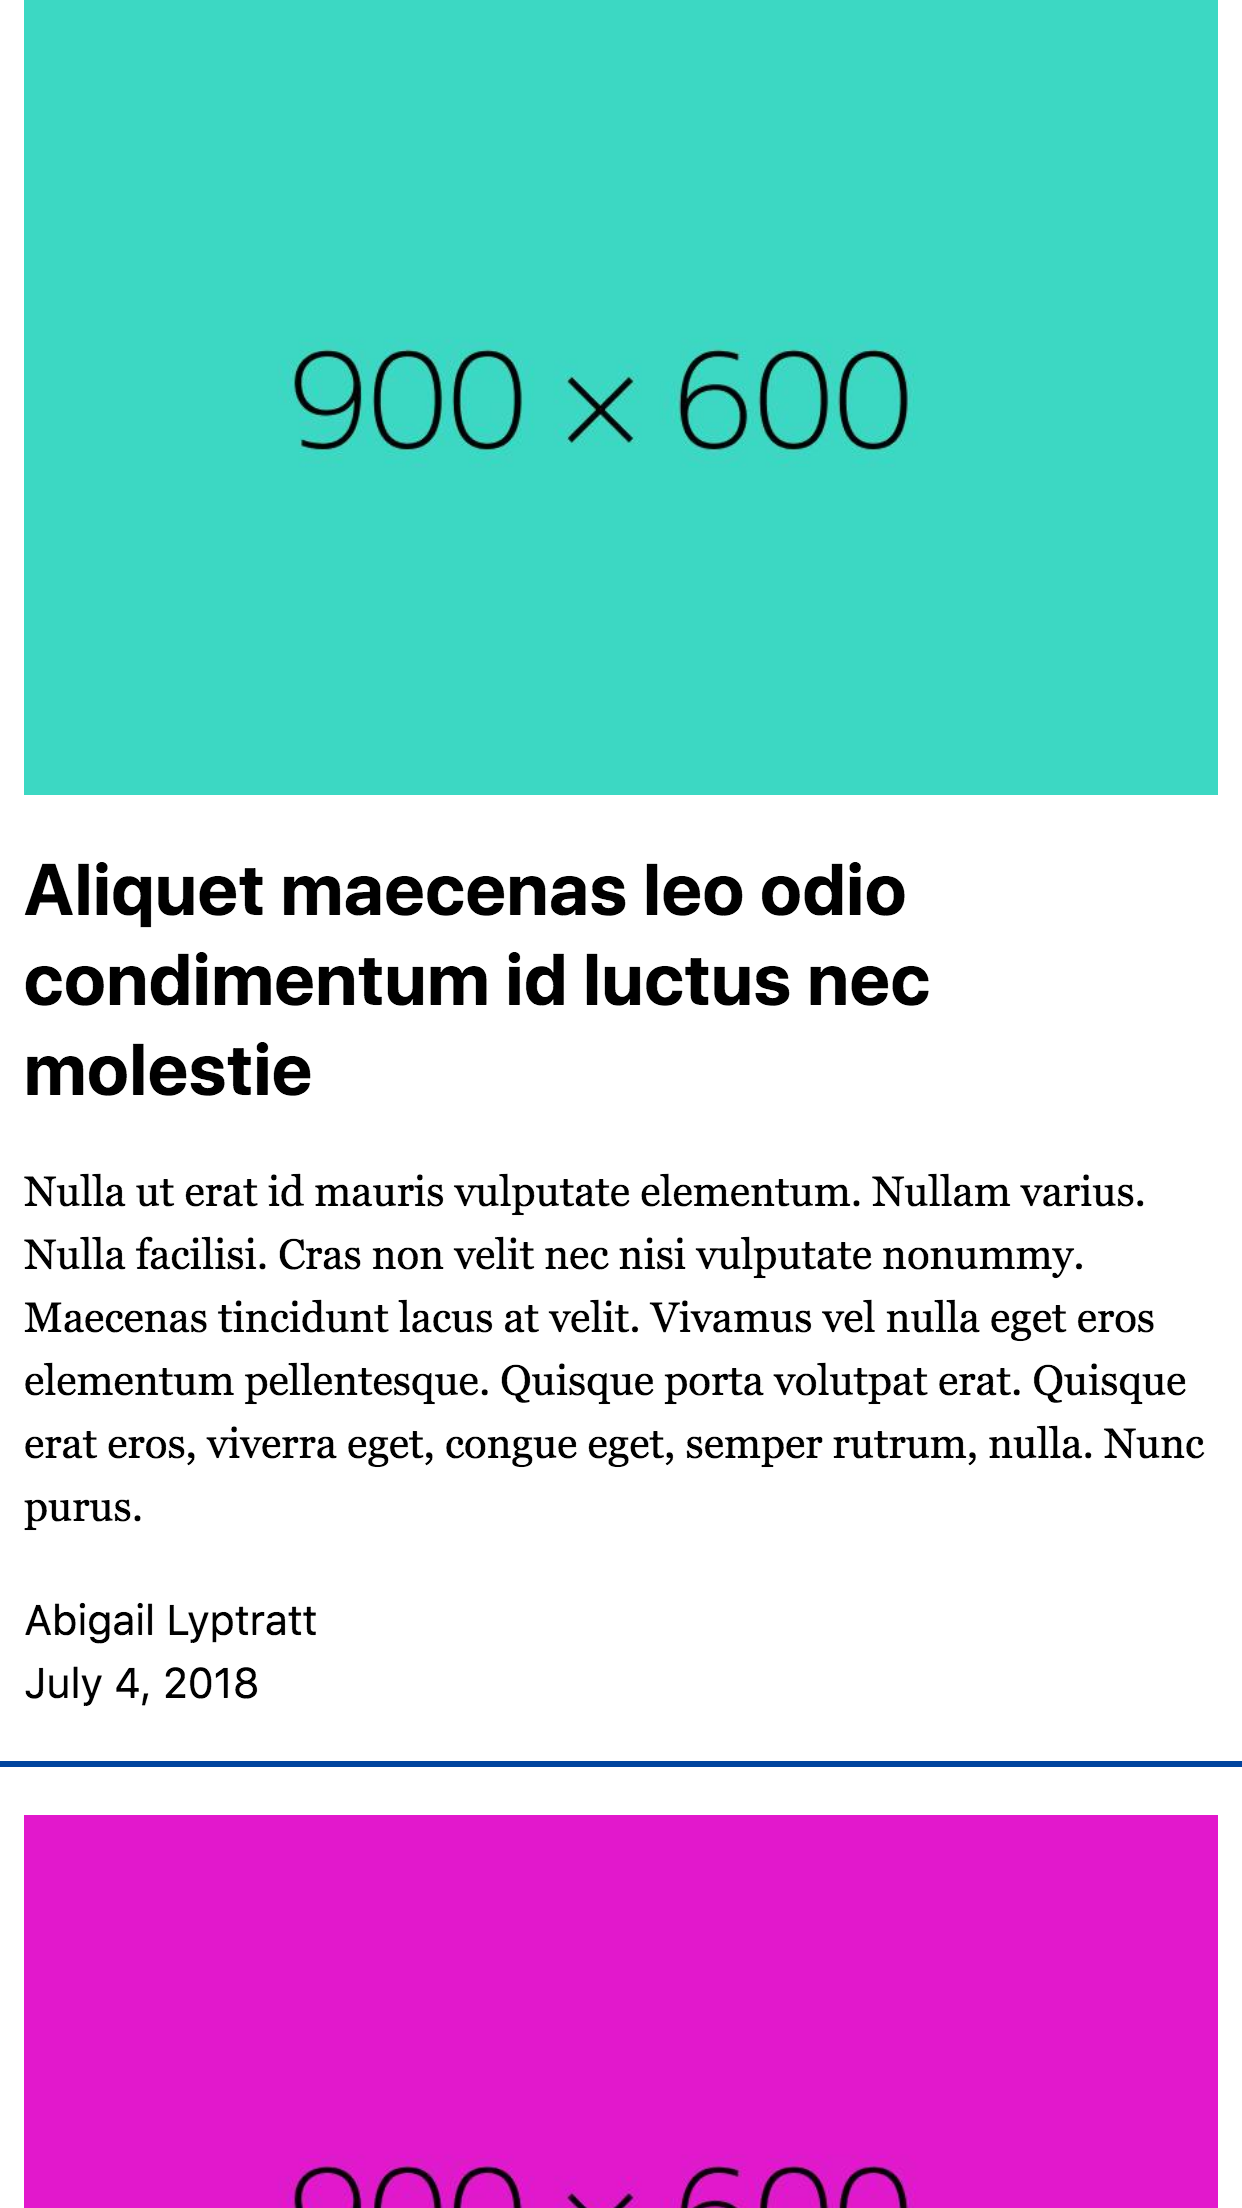 900 × 600
Aliquet maecenas leo odio
condimentum id luctus nec
molestie
Nulla ut erat id mauris vulputate elementum. Nullam varius.
Nulla facilisi. Cras non velit nec nisi vulputate nonummy.
Maecenas tincidunt lacus at velit. Vivamus vel nulla eget eros
elementum pellentesque. Quisque porta volutpat erat. Quisque
erat eros, viverra eget, congue eget, semper rutrum, nulla. Nunc
purus.
Abigail Lyptratt
July 4, 2018
900 × 600